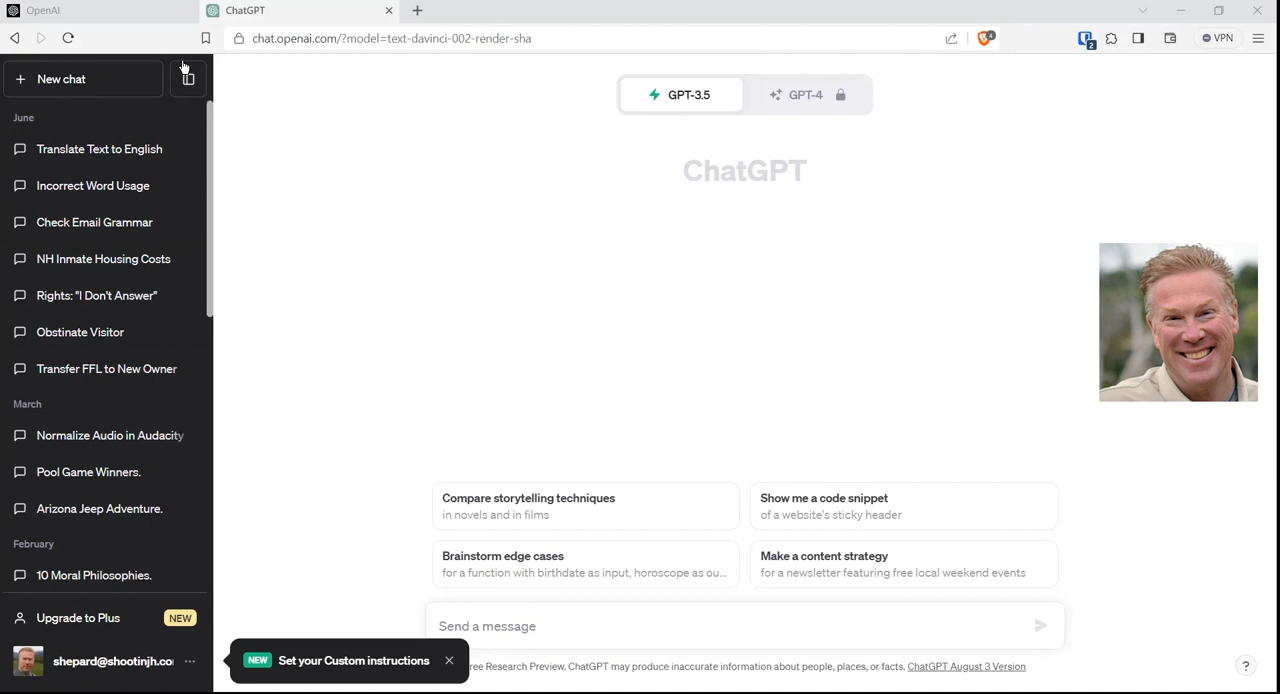 OpenAI
ChatGPT
chat.openai.com/?model=text-davinci-002-render-sha
4
2
VPN
New chat
June
Translate Text to English
Incorrect Word Usage
Check Email Grammar
NH Inmate Housing Costs
Rights: "I Don't Answer"
Obstinate Visitor
Transfer FFL to New Owner
March
Normalize Audio in Audacity
Pool Game Winners.
Arizona Jeep Adventure.
February
10 Moral Philosophies.
Upgrade to Plus NEW
shepard@shootinjh.co
GPT-3.5 GPT-4
ChatGPT
Compare storytelling techniques
in novels and in films
Show me a code snippet
of a website's sticky header
Brainstorm edge cases
for a function with birthdate as input, horoscope as ou...
Make a content strategy
for a newsletter featuring free local weekend events
Send a message
NEW Set your Custom instructions
ree Research Preview. ChatGPT may produce inaccurate information about people, places, or facts. ChatGPT August 3 Version
?